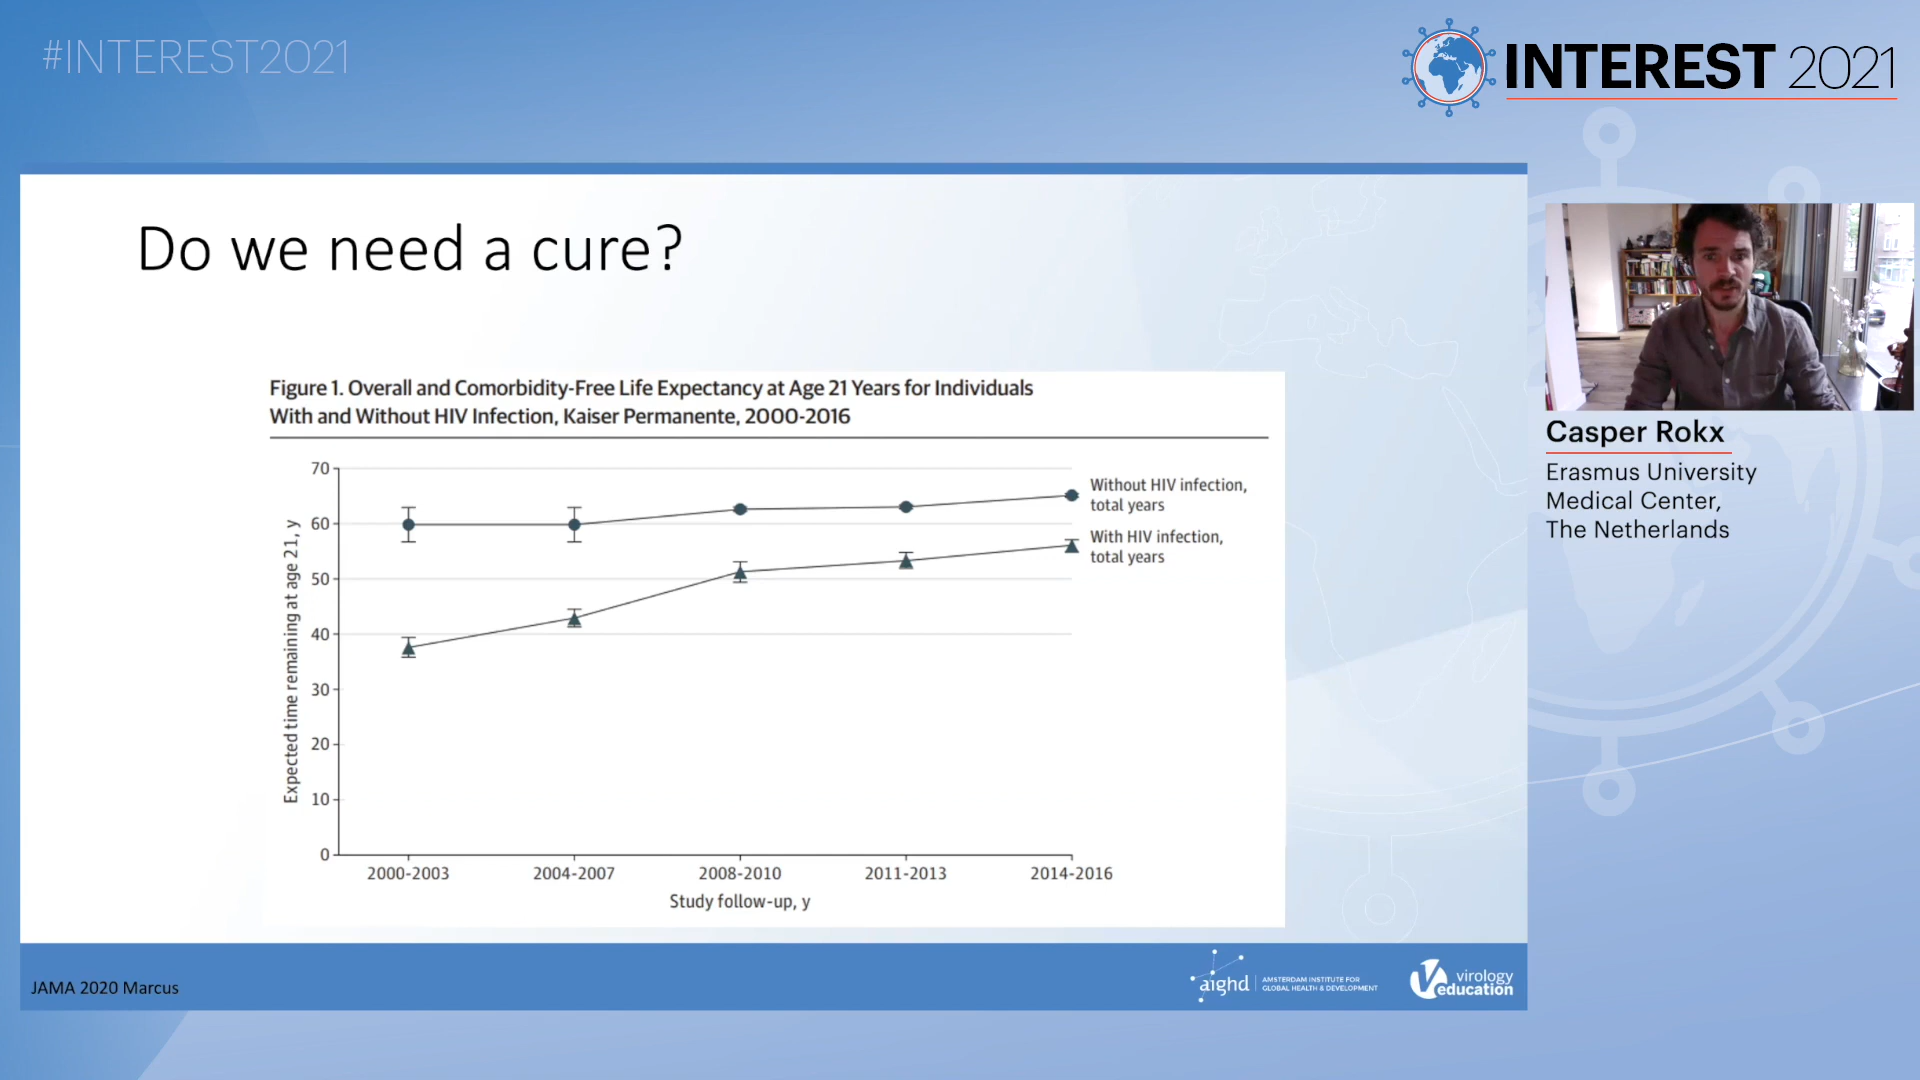 #INTEREST2021
INTEREST 2021
Do we need a cure?
Figure 1. Overall and Comorbidity-Free Life Expectancy at Age 21 Years for Individuals
With and Without HIV Infection, Kaiser Permanente, 2000-2016
Expected time remaining at age 21, y
70
60
50
40
30
20
10
0
Without HIV infection,
total years
With HIV infection,
total years
2000-2003
2004-2007
2008-2010
2011-2013
2014-2016
Study follow-up, y
JAMA 2020 Marcus
aighd
AMSTERDAM INSTITUTE FOR
GLOBAL HEALTH & DEVELOPMENT
virology
education
Casper Rokx
Erasmus University
Medical Center,
The Netherlands